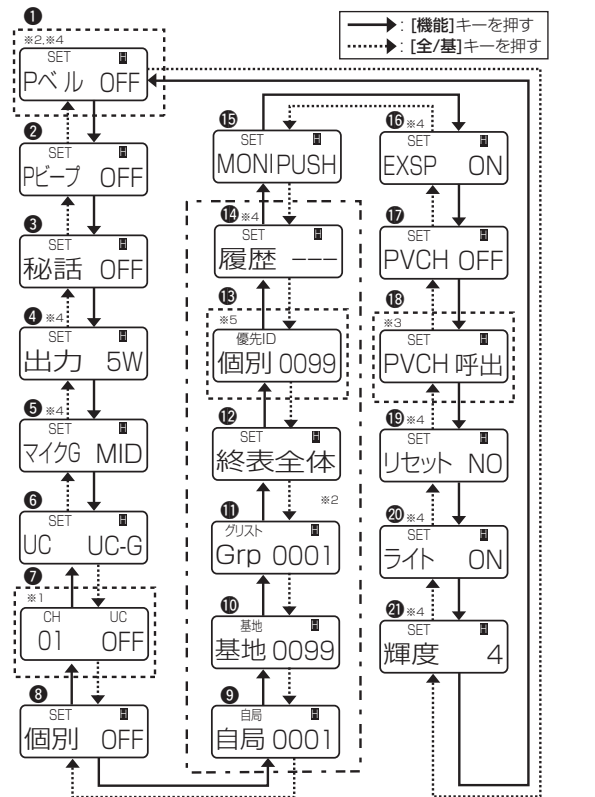 : [機能]キーを押す
: [全/基]キーを押す
❶
※2,※4
SET H
Pベル OFF
❷
SET H
Pビープ OFF
❸
SET H
秘話 OFF
❹ ※4
SET H
出力 5W
❺ ※4
SET H
マイクG MID
❻
SET H
UC UC-G
❼
※1
CH UC
01 OFF
❽
SET H
個別 OFF
❾
自局 H
自局 0001
❿
基地 H
基地 0099
⓫
グリスト H
Grp 0001
※2
⓬
SET H
終表全体
⓭
※5
優先ID
個別 0099
⓮ ※4
SET H
履歴 ---
⓯
SET H
MONIPUSH
⓰ ※4
SET H
EXSP ON
⓱
SET H
PVCH OFF
⓲
※3
SET H
PVCH 呼出
⓳ ※4
SET H
リセット NO
⓴ ※4
SET H
ライト ON
21 ※4
SET H
輝度 4